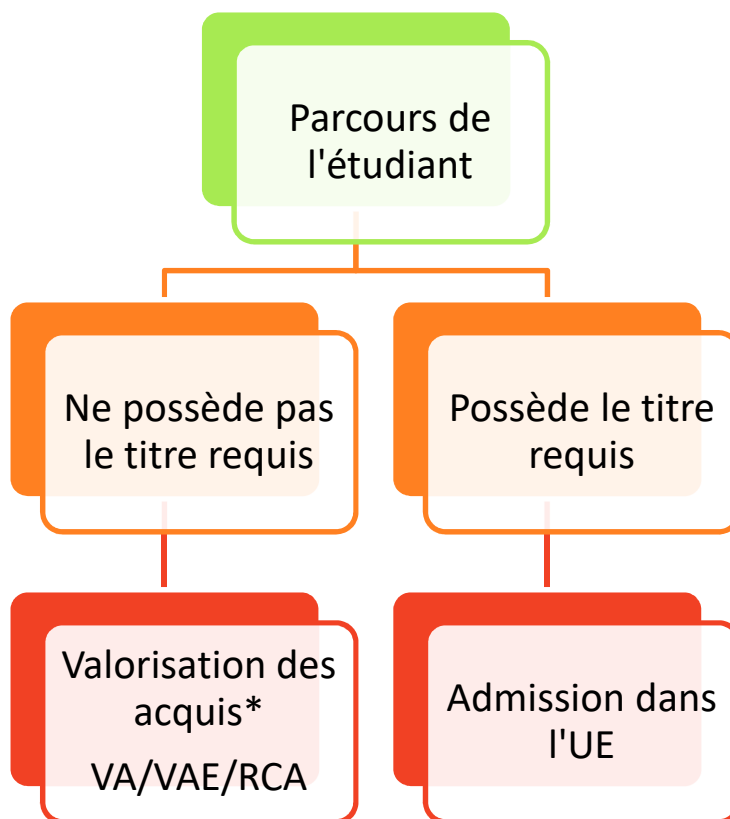 Parcours de
l'étudiant
Ne possède pas
le titre requis
Possède le titre
requis
Valorisation des
acquis*
VA/VAE/RCA
Admission dans
l'UE